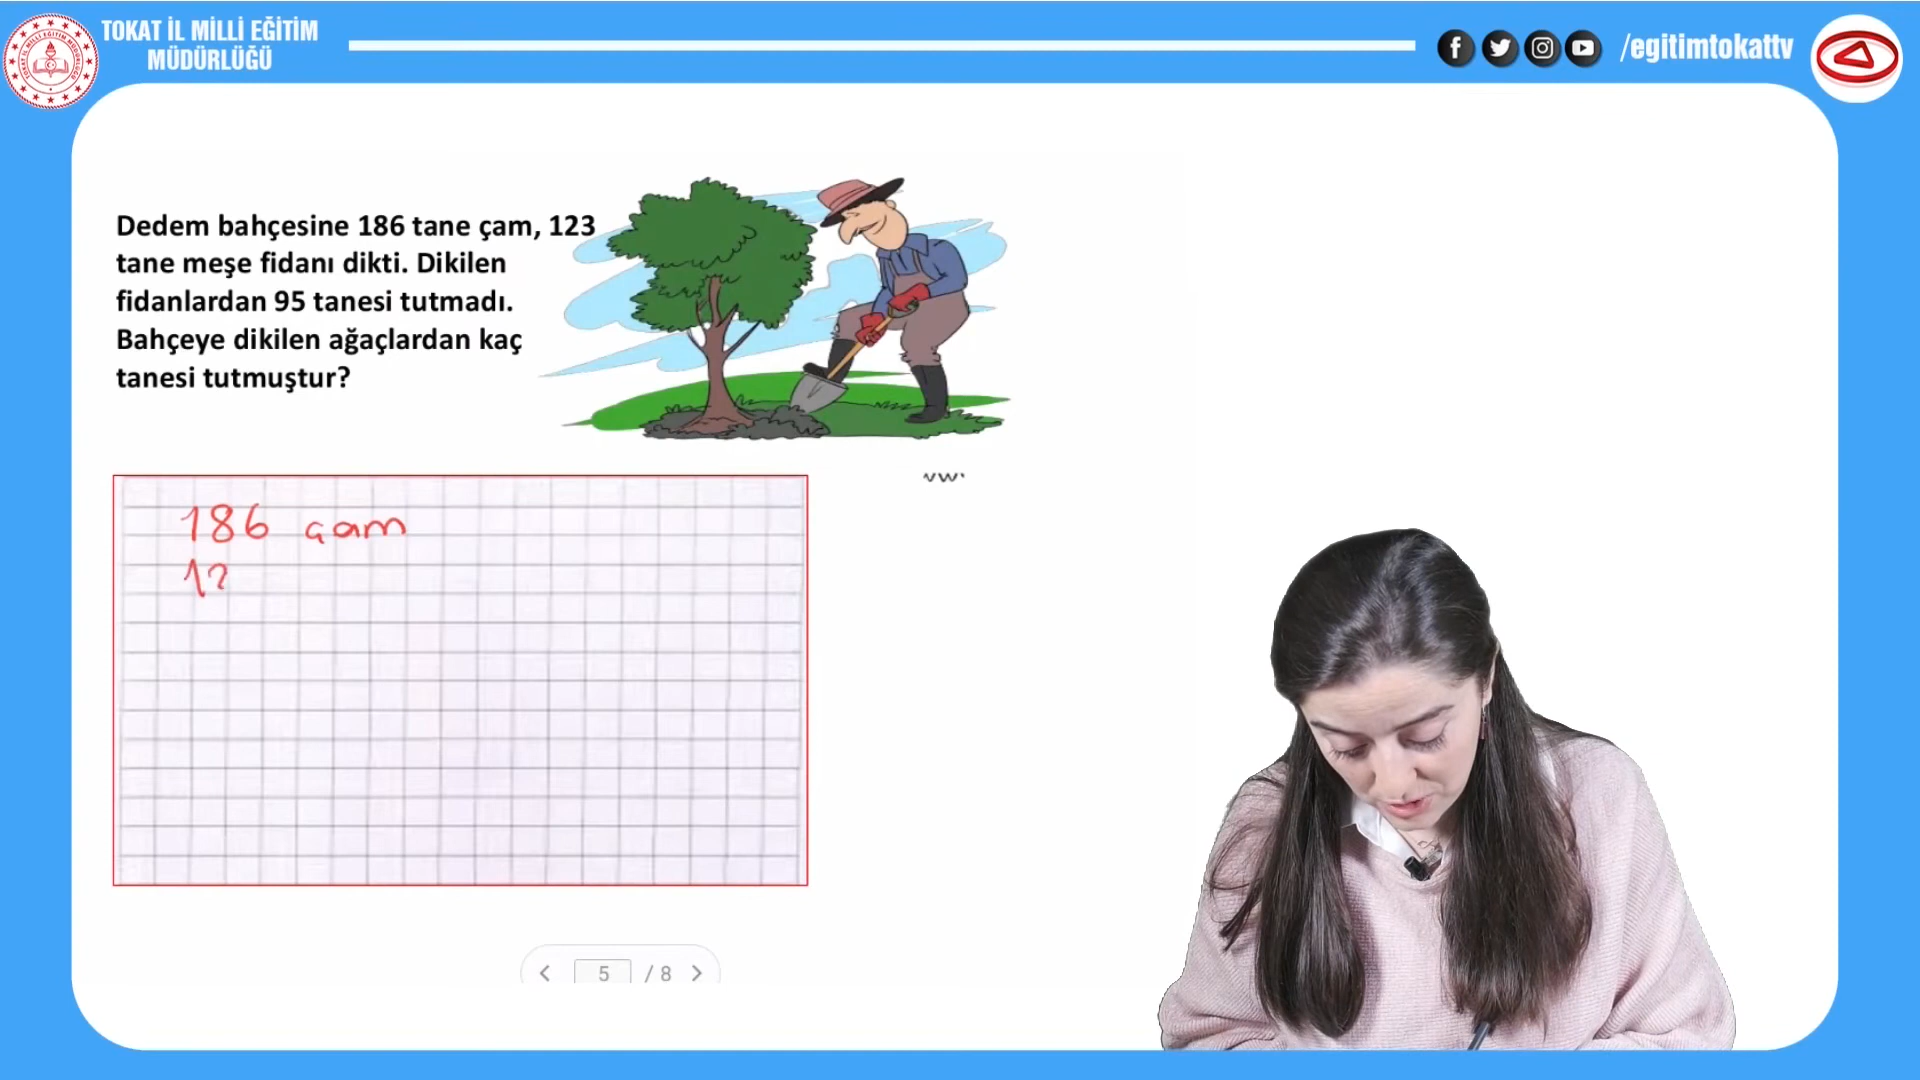 TOKAT İL MİLLİ EĞİTİM
MÜDÜRLÜĞÜ
/egitimtokattv
Dedem bahçesine 186 tane çam, 123
tane meşe fidanı dikti. Dikilen
fidanlardan 95 tanesi tutmadı.
Bahçeye dikilen ağaçlardan kaç
tanesi tutmuştur?
186 çam
12
5 / 8